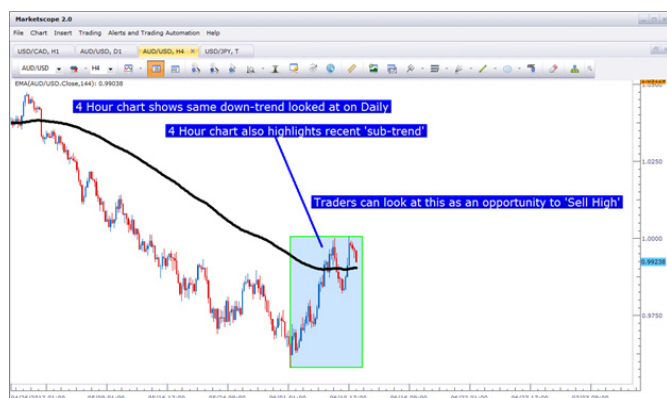 Marketscope 2.0
File Chart Insert Trading Alerts and Trading Automation Help
USD/CAD, H1 AUD/USD, D1 AUD/USD, H4 USD/JPY, T
AUD/USD H4
EMA(AUD/USD.Close,144): 0.99038
4 Hour chart shows same down-trend looked at on Daily
4 Hour chart also highlights recent 'sub-trend'
Traders can look at this as an opportunity to 'Sell High'
1.0250
1.0000
0.99238
0.9750